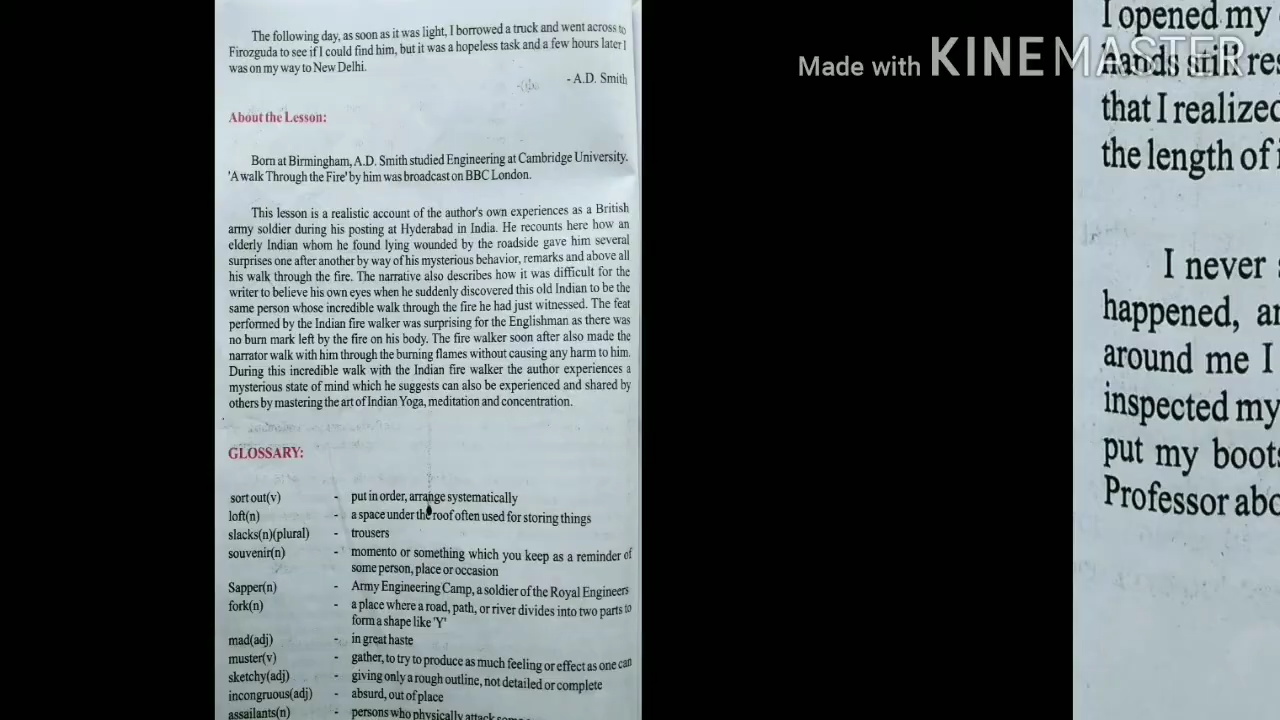 The following day, as soon as it was light, I borrowed a truck and went across to
Firozguda to see if I could find him, but it was a hopeless task and a few hours later I
was on my way to New Delhi.
- A.D. Smith
About the Lesson:
Born at Birmingham, A.D. Smith studied Engineering at Cambridge University.
'A walk Through the Fire' by him was broadcast on BBC London.
This lesson is a realistic account of the author's own experiences as a British
army soldier during his posting at Hyderabad in India. He recounts here how an
elderly Indian whom he found lying wounded by the roadside gave him several
surprises one after another by way of his mysterious behavior, remarks and above all
his walk through the fire. The narrative also describes how it was difficult for the
writer to believe his own eyes when he suddenly discovered this old Indian to be the
same person whose incredible walk through the fire he had just witnessed. The feat
performed by the Indian fire walker was surprising for the Englishman as there was
no burn mark left by the fire on his body. The fire walker soon after also made the
narrator walk with him through the burning flames without causing any harm to him.
During this incredible walk with the Indian fire walker the author experiences a
mysterious state of mind which he suggests can also be experienced and shared by
others by mastering the art of Indian Yoga, meditation and concentration.
GLOSSARY:
sort out(v) - put in order, arrange systematically
loft(n) - a space under the roof often used for storing things
slacks(n)(plural) - trousers
souvenir(n) - momento or something which you keep as a reminder of
some person, place or occasion
Sapper(n) - Army Engineering Camp, a soldier of the Royal Engineers
fork(n) - a place where a road, path, or river divides into two parts to
form a shape like 'Y'
mad(adj) - in great haste
muster(v) - gather, to try to produce as much feeling or effect as one can
sketchy(adj) - giving only a rough outline, not detailed or complete
incongruous(adj) - absurd, out of place
assailants(n) - persons who physically attack
Made with KINEMASTER
I opened my
hands still
that I realized
the length of
I never
happened,
around me I
inspected my
put my boots
Professor